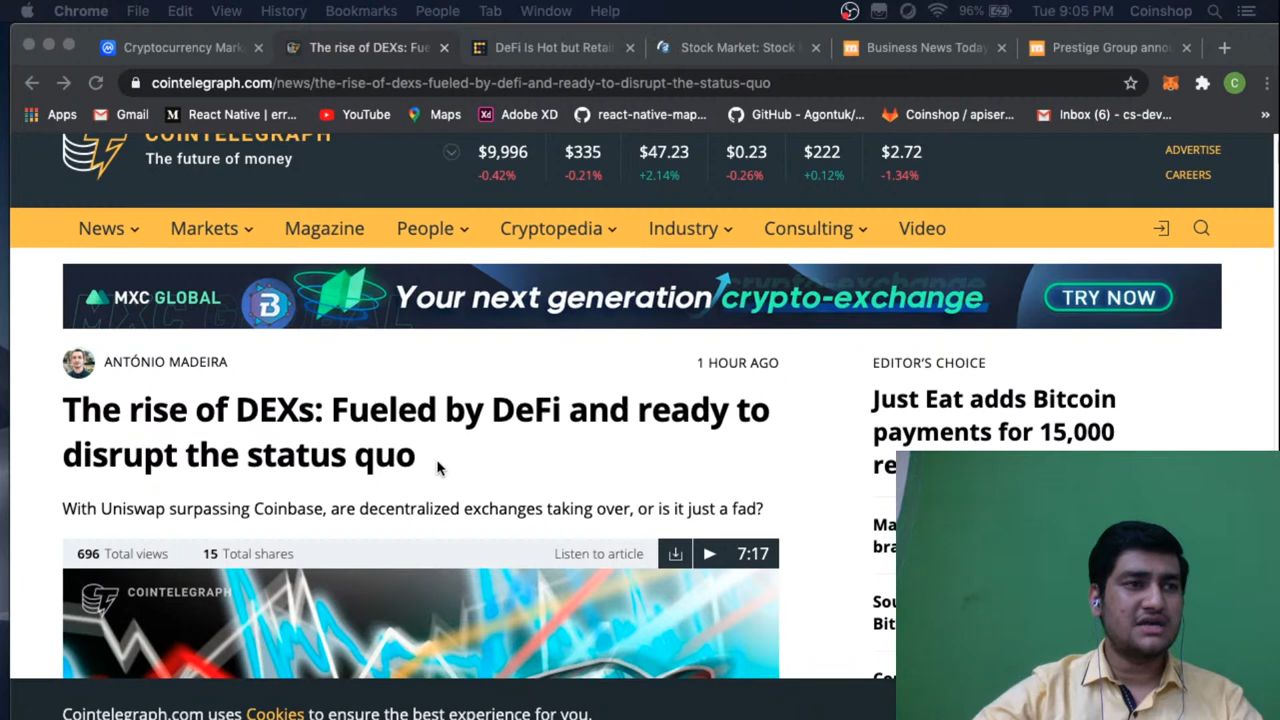 Chrome File Edit View History Bookmarks People Tab Window Help 96% Tue 9:05 PM Coinshop
Cryptocurrency Mark The rise of DEXs: Fue DeFi Is Hot but Retai Stock Market: Stock Business News Today Prestige Group anno
cointelegraph.com/news/the-rise-of-dexs-fueled-by-defi-and-ready-to-disrupt-the-status-quo C
Apps Gmail React Native | err... YouTube Maps Adobe XD react-native-map... GitHub - Agontuk/... Coinshop / apiser... Inbox (6) - cs-dev... »
COINTELEGRAPH
The future of money
$9,996 $335 $47.23 $0.23 $222 $2.72
-0.42% -0.21% +2.14% -0.26% +0.12% -1.34%
ADVERTISE
CAREERS
News Markets Magazine People Cryptopedia Industry Consulting Video
MXC GLOBAL Your next generation crypto-exchange TRY NOW
ANTÓNIO MADEIRA 1 HOUR AGO
The rise of DEXs: Fueled by DeFi and ready to
disrupt the status quo
With Uniswap surpassing Coinbase, are decentralized exchanges taking over, or is it just a fad?
696 Total views 15 Total shares Listen to article 7:17
COINTELEGRAPH
EDITOR'S CHOICE
Just Eat adds Bitcoin
payments for 15,000
re
Ma
bra
Sou
Bit
Cointelegraph.com uses Cookies to ensure the best experience for you.